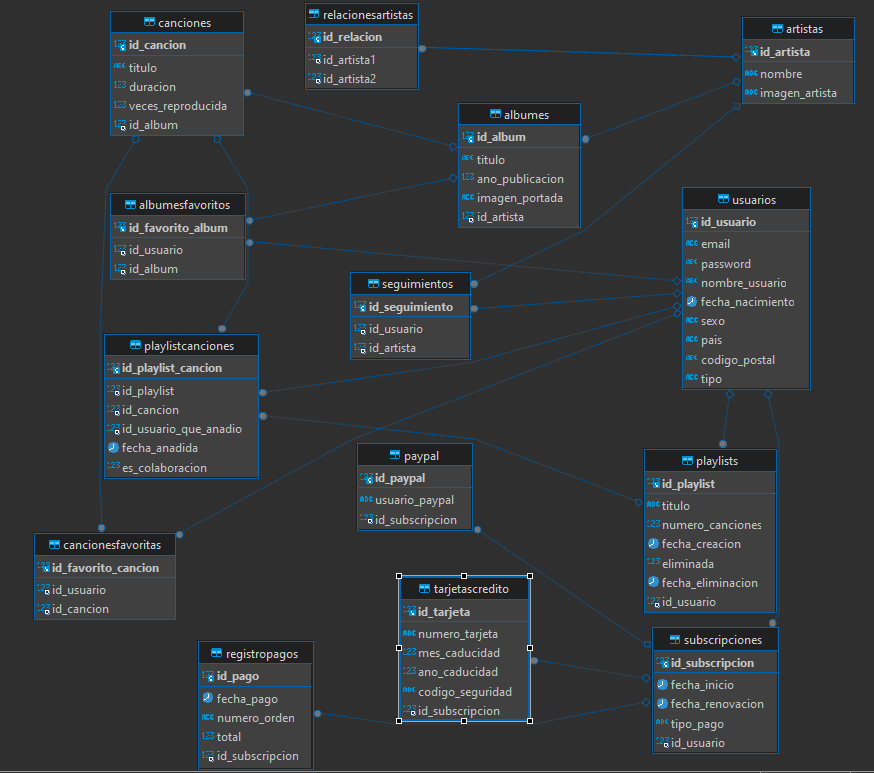 canciones
id_cancion
titulo
duracion
veces_reproducida
id_album
relacionesartistas
id_relacion
id_artista1
id_artista2
artistas
id_artista
nombre
imagen_artista
albumes
id_album
titulo
ano_publicacion
imagen_portada
id_artista
albumesfavoritos
id_favorito_album
id_usuario
id_album
usuarios
id_usuario
email
password
nombre_usuario
fecha_nacimiento
sexo
pais
codigo_postal
tipo
seguimientos
id_seguimiento
id_usuario
id_artista
playlistcanciones
id_playlist_cancion
id_playlist
id_cancion
id_usuario_que_anadio
fecha_anadida
es_colaboracion
paypal
id_paypal
usuario_paypal
id_subscripcion
playlists
id_playlist
titulo
numero_canciones
fecha_creacion
eliminada
fecha_eliminacion
id_usuario
cancionesfavoritas
id_favorito_cancion
id_usuario
id_cancion
tarjetascredito
id_tarjeta
numero_tarjeta
mes_caducidad
ano_caducidad
codigo_seguridad
id_subscripcion
subscripciones
id_subscripcion
fecha_inicio
fecha_renovacion
tipo_pago
id_usuario
registropagos
id_pago
fecha_pago
numero_orden
total
id_subscripcion